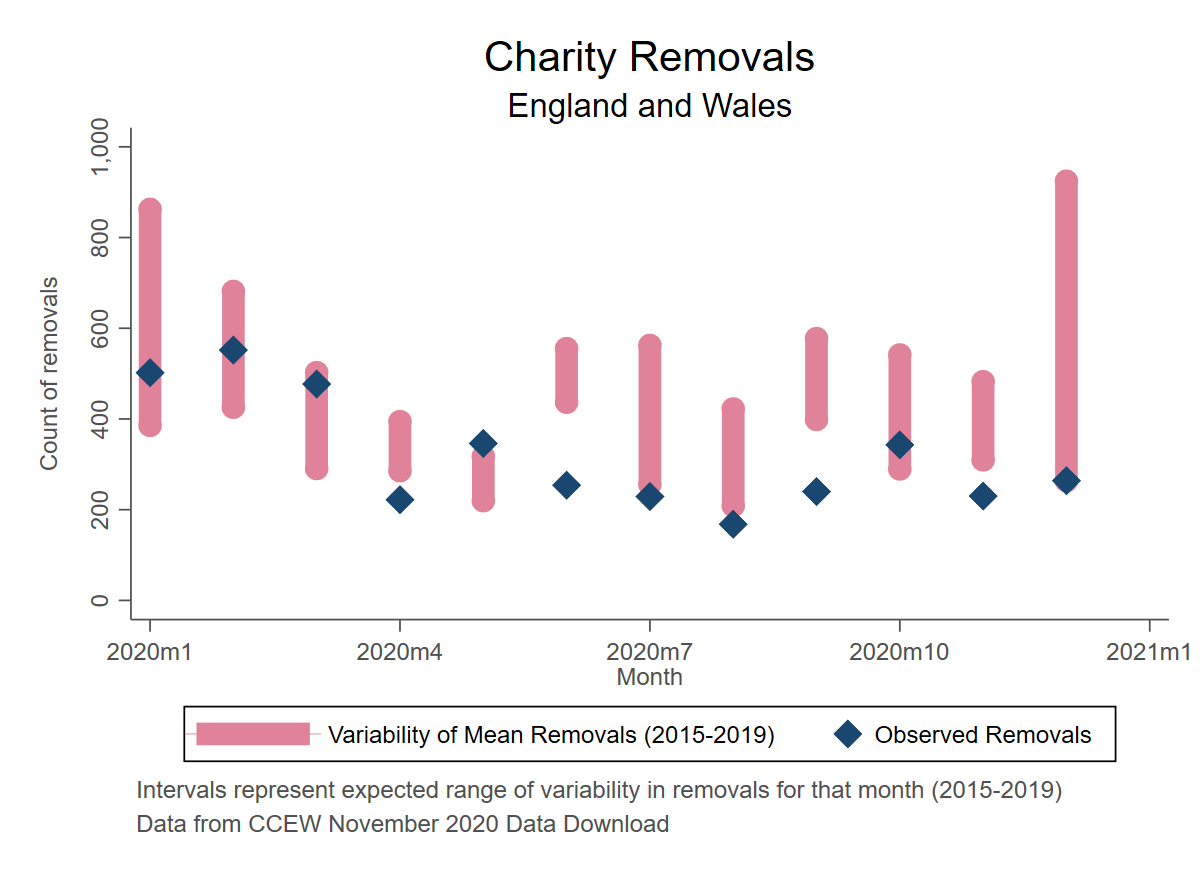 Charity Removals
England and Wales
Count of removals
1,000
800
600
400
200
0
2020m1 2020m4 2020m7 2020m10 2021m1
Month
Variability of Mean Removals (2015-2019) Observed Removals
Intervals represent expected range of variability in removals for that month (2015-2019)
Data from CCEW November 2020 Data Download